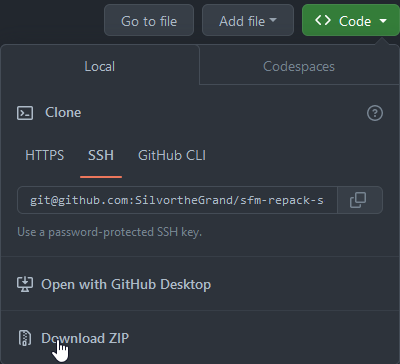 Go to file Add file Code
Local Codespaces
Clone
HTTPS SSH GitHub CLI
git@github.com:SilvortheGrand/sfm-repack-s
Use a password-protected SSH key.
Open with GitHub Desktop
Download ZIP